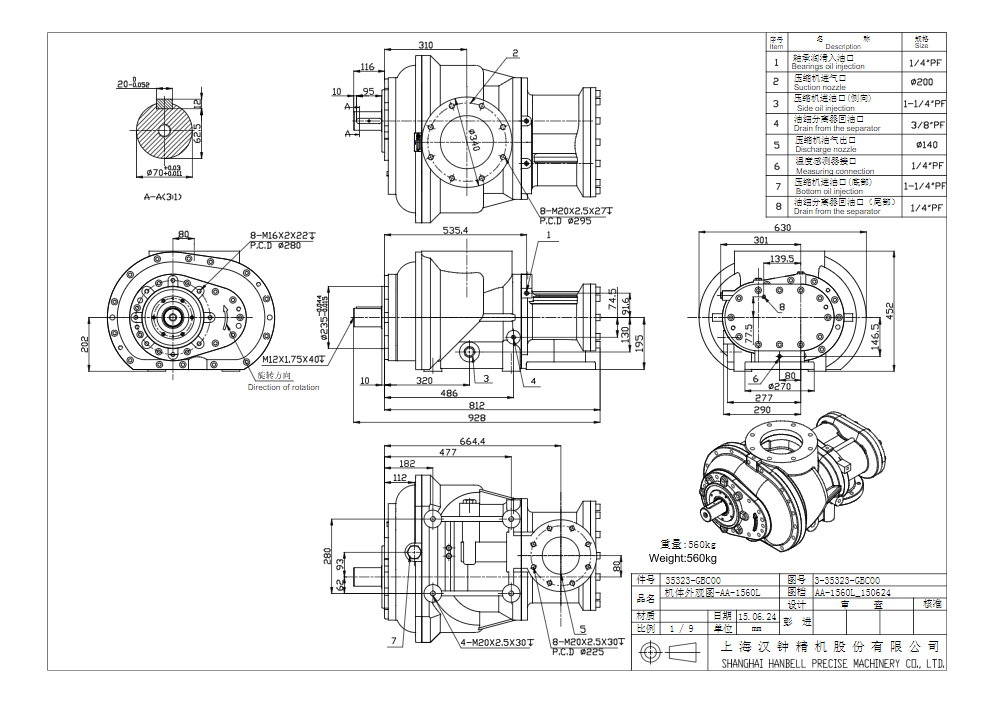 序号 名 称 规格
Item Description Size
1 轴承润滑入油口 1/4"PF
Bearings oil injection
2 压缩机进气口 ø200
Suction nozzle
3 压缩机进油口(侧向) 1-1/4"PF
Side oil injection
4 油细分离器回油口 3/8"PF
Drain from the separator
5 压缩机油气出口 ø140
Discharge nozzle
6 温度感测器接口 1/4"PF
Measuring connection
7 压缩机进油口(底部) 1-1/4"PF
Bottom oil injection
8 油细分离器回油口(尾部) 1/4"PF
Drain from the separator
20-0.052
0
12
62.5
ø70+0.03
+0.011
A-A(3:1)
310
116
10
95
A
A
ø340
2
8-M20X2.5X27↧
P.C.D ø295
80
8-M16X2X22↧
P.C.D ø280
202
M12X1.75X40↧
旋转方向
Direction of rotation
535.4
1
ø235-0.044
-0.015
74.5
91.6
130
195
3
4
10
320
486
812
928
630
301
139.5
8
77.5
146.5
452
6
80
ø270
277
290
664.4
477
182
112
280
93
62
80
7
4-M20X2.5X30↧
5
8-M20X2.5X30↧
P.C.D ø225
重量:560kg
Weight:560kg
件号 35323-GBC00 图号 3-35323-GBC00
品名 机体外观图-AA-1560L 图档 AA-1560L_150624
设计 审 查 核准
材质 日期 15.06.24 彭 进
比例 1 / 9 单位 mm
上海汉钟精机股份有限公司
SHANGHAI HANBELL PRECISE MACHINERY CO., LTD.